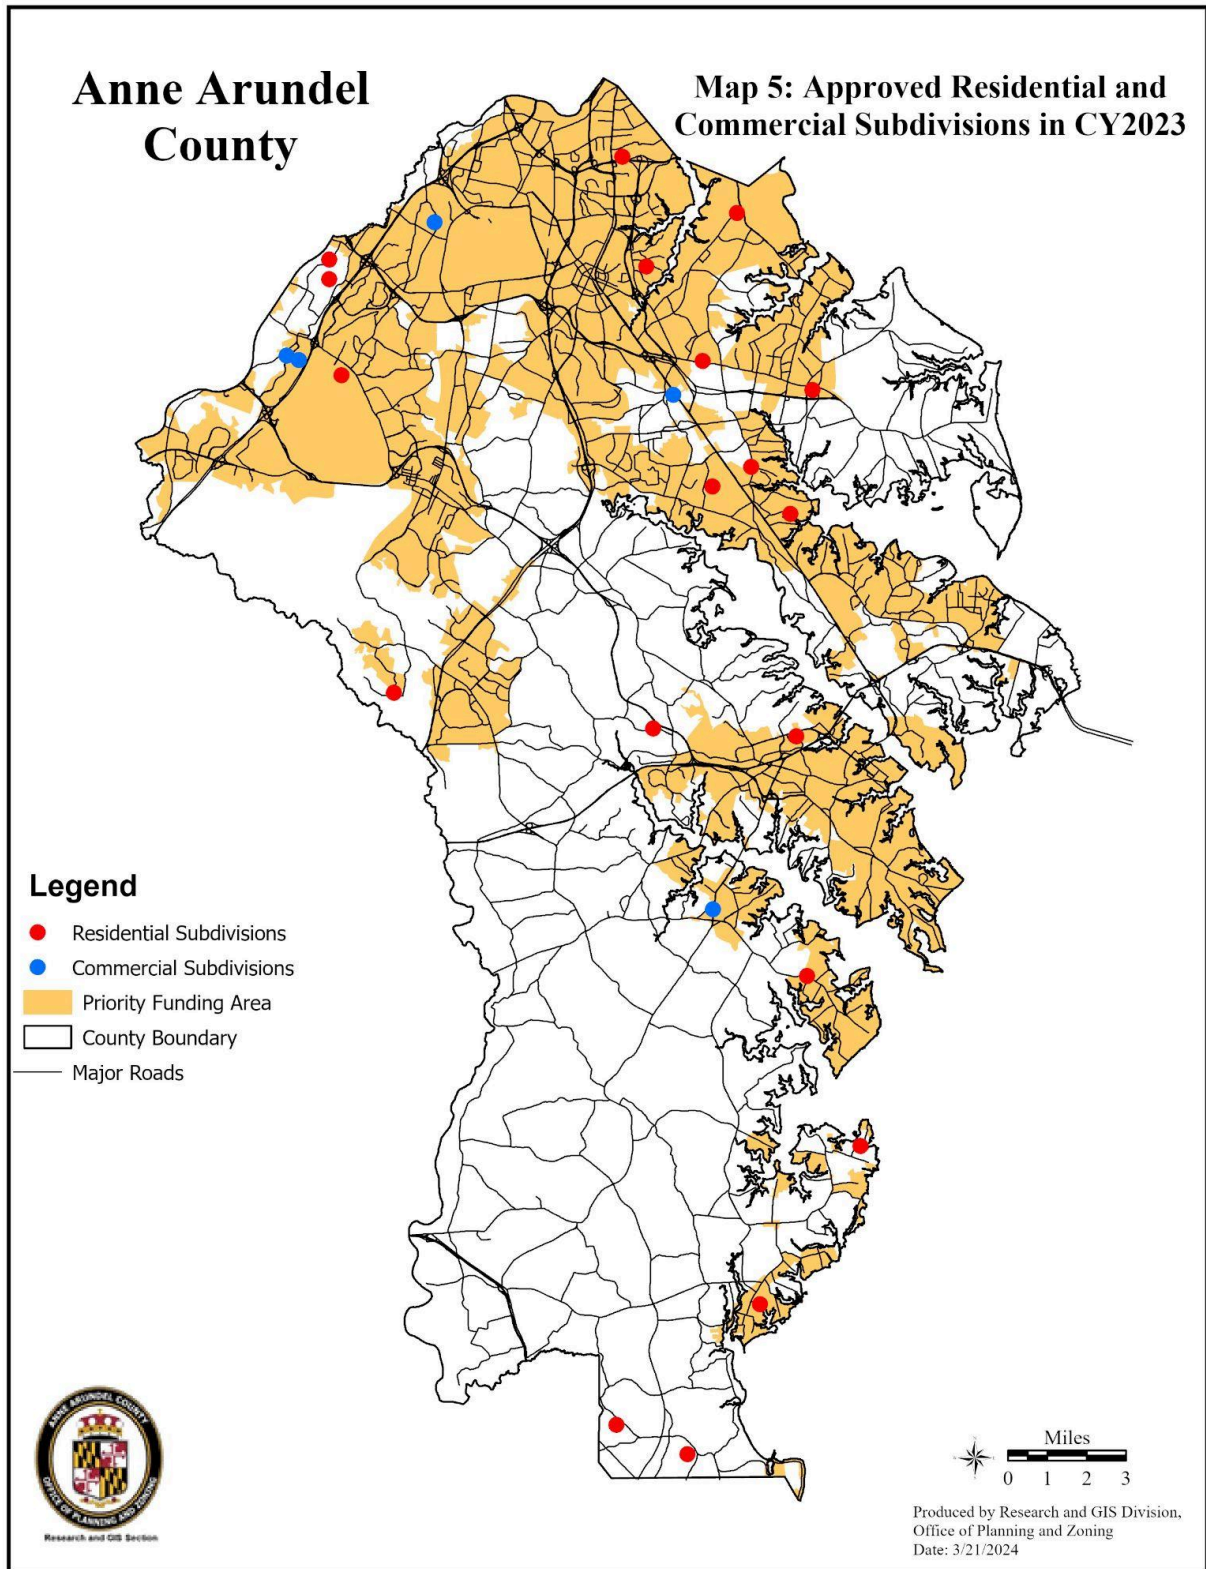 Anne Arundel
County
Map 5: Approved Residential and
Commercial Subdivisions in CY2023
Legend
Residential Subdivisions
Commercial Subdivisions
Priority Funding Area
County Boundary
Major Roads
ANNE ARUNDEL COUNTY
OFFICE OF PLANNING AND ZONING
Research and GIS Section
Miles
0 1 2 3
Produced by Research and GIS Division,
Office of Planning and Zoning
Date: 3/21/2024